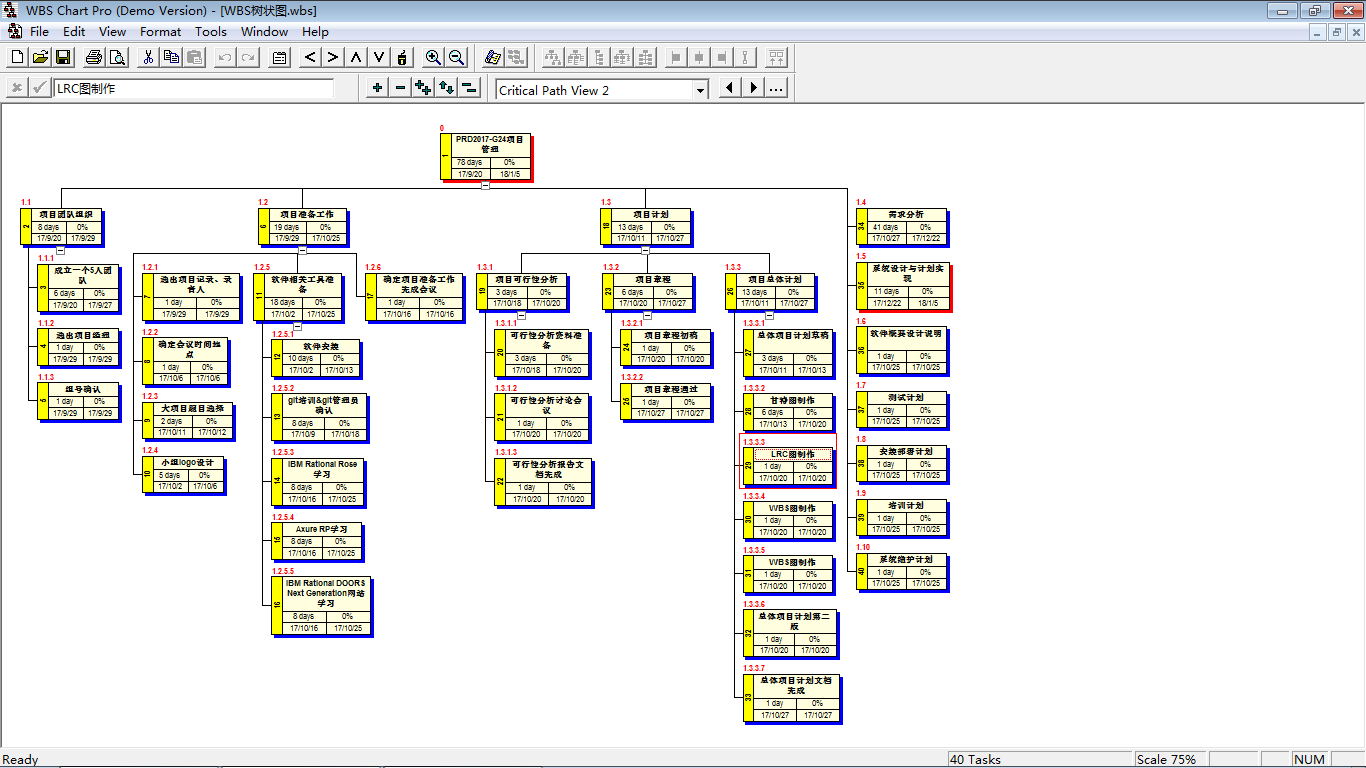 WBS Chart Pro (Demo Version) - [WBS树状图.wbs]
File Edit View Format Tools Window Help
LRC图制作
Critical Path View 2
0
PRD2017-G24项目
管理
1
78 days 0%
17/9/20 18/1/5
1.1
项目团队组织
2
8 days 0%
17/9/20 17/9/29
1.1.1
成立一个5人团
队
3
6 days 0%
17/9/20 17/9/27
1.1.2
选出项目经理
4
1 day 0%
17/9/29 17/9/29
1.1.3
组号确认
5
1 day 0%
17/9/29 17/9/29
1.2
项目准备工作
6
19 days 0%
17/9/29 17/10/25
1.2.1
选出项目记录、录
音人
7
1 day 0%
17/9/29 17/9/29
1.2.2
确定会议时间地
点
8
1 day 0%
17/10/6 17/10/6
1.2.3
大项目题目选择
9
2 days 0%
17/10/11 17/10/12
1.2.4
小组logo设计
10
5 days 0%
17/10/2 17/10/6
1.2.5
软件相关工具准
备
11
18 days 0%
17/10/2 17/10/25
1.2.5.1
软件安装
12
10 days 0%
17/10/2 17/10/13
1.2.5.2
git培训&git管理员
确认
13
8 days 0%
17/10/9 17/10/18
1.2.5.3
IBM Rational Rose
学习
14
8 days 0%
17/10/16 17/10/25
1.2.5.4
Axure RP学习
15
8 days 0%
17/10/16 17/10/25
1.2.5.5
IBM Rational DOORS
Next Generation网站
学习
16
8 days 0%
17/10/16 17/10/25
1.2.6
确定项目准备工作
完成会议
17
1 day 0%
17/10/16 17/10/16
1.3
项目计划
18
13 days 0%
17/10/11 17/10/27
1.3.1
项目可行性分析
19
3 days 0%
17/10/18 17/10/20
1.3.1.1
可行性分析资料准
备
20
3 days 0%
17/10/18 17/10/20
1.3.1.2
可行性分析讨论会
议
21
1 day 0%
17/10/20 17/10/20
1.3.1.3
可行性分析报告文
档完成
22
1 day 0%
17/10/20 17/10/20
1.3.2
项目章程
23
6 days 0%
17/10/20 17/10/27
1.3.2.1
项目章程初稿
24
1 day 0%
17/10/20 17/10/20
1.3.2.2
项目章程通过
25
1 day 0%
17/10/27 17/10/27
1.3.3
项目总体计划
26
13 days 0%
17/10/11 17/10/27
1.3.3.1
总体项目计划草稿
27
3 days 0%
17/10/11 17/10/13
1.3.3.2
甘特图制作
28
6 days 0%
17/10/13 17/10/20
1.3.3.3
LRC图制作
29
1 day 0%
17/10/20 17/10/20
1.3.3.4
WBS图制作
30
1 day 0%
17/10/20 17/10/20
1.3.3.5
WBS图制作
31
1 day 0%
17/10/20 17/10/20
1.3.3.6
总体项目计划第二
版
32
1 day 0%
17/10/20 17/10/20
1.3.3.7
总体项目计划文档
完成
33
1 day 0%
17/10/27 17/10/27
1.4
需求分析
34
41 days 0%
17/10/27 17/12/22
1.5
系统设计与计划实
现
35
11 days 0%
17/12/22 18/1/5
1.6
软件概要设计说明
36
1 day 0%
17/10/25 17/10/25
1.7
测试计划
37
1 day 0%
17/10/25 17/10/25
1.8
安装部署计划
38
1 day 0%
17/10/25 17/10/25
1.9
培训计划
39
1 day 0%
17/10/25 17/10/25
1.10
系统维护计划
40
1 day 0%
17/10/25 17/10/25
Ready
40 Tasks
Scale 75%
NUM